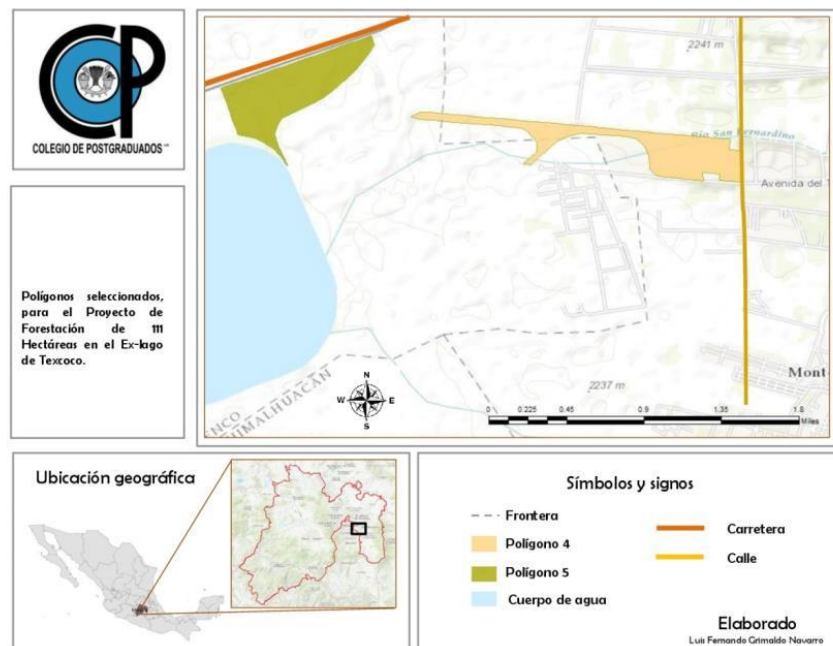 COLEGIO DE POSTGRADUADOS
Polígonos seleccionados,
para el Proyecto de
Forestación de 111
Hectáreas en el Ex-lago
de Texcoco.
2241 m
Río San Bernardino
Avenida del
Mont
2237 m
ENCO
HIMALHUACÁN
N
W E
S
0 0.225 0.45 0.9 1.35 1.8
Miles
Ubicación geográfica
Símbolos y signos
Frontera
Polígono 4
Polígono 5
Cuerpo de agua
Carretera
Calle
Elaborado
Luis Fernando Grimaldo Navarro